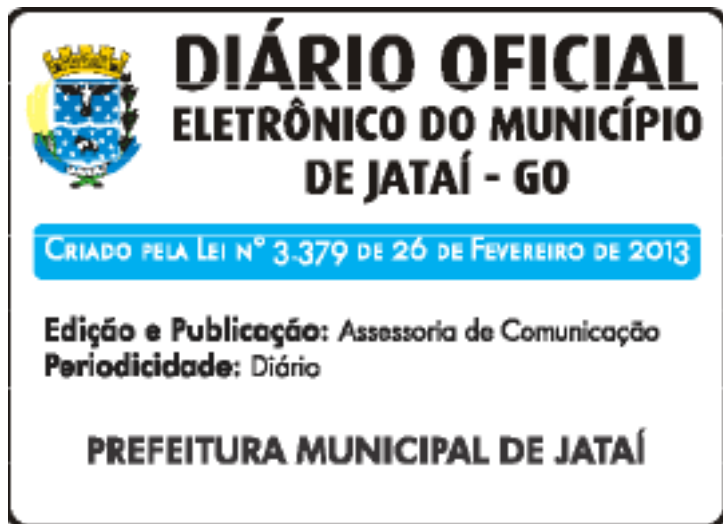 DIÁRIO OFICIAL
ELETRÔNICO DO MUNICÍPIO
DE JATAÍ - GO
CRIADO PELA LEI Nº 3.379 DE 26 DE FEVEREIRO DE 2013
Edição e Publicação: Assessoria de Comunicação
Periodicidade: Diário
PREFEITURA MUNICIPAL DE JATAÍ